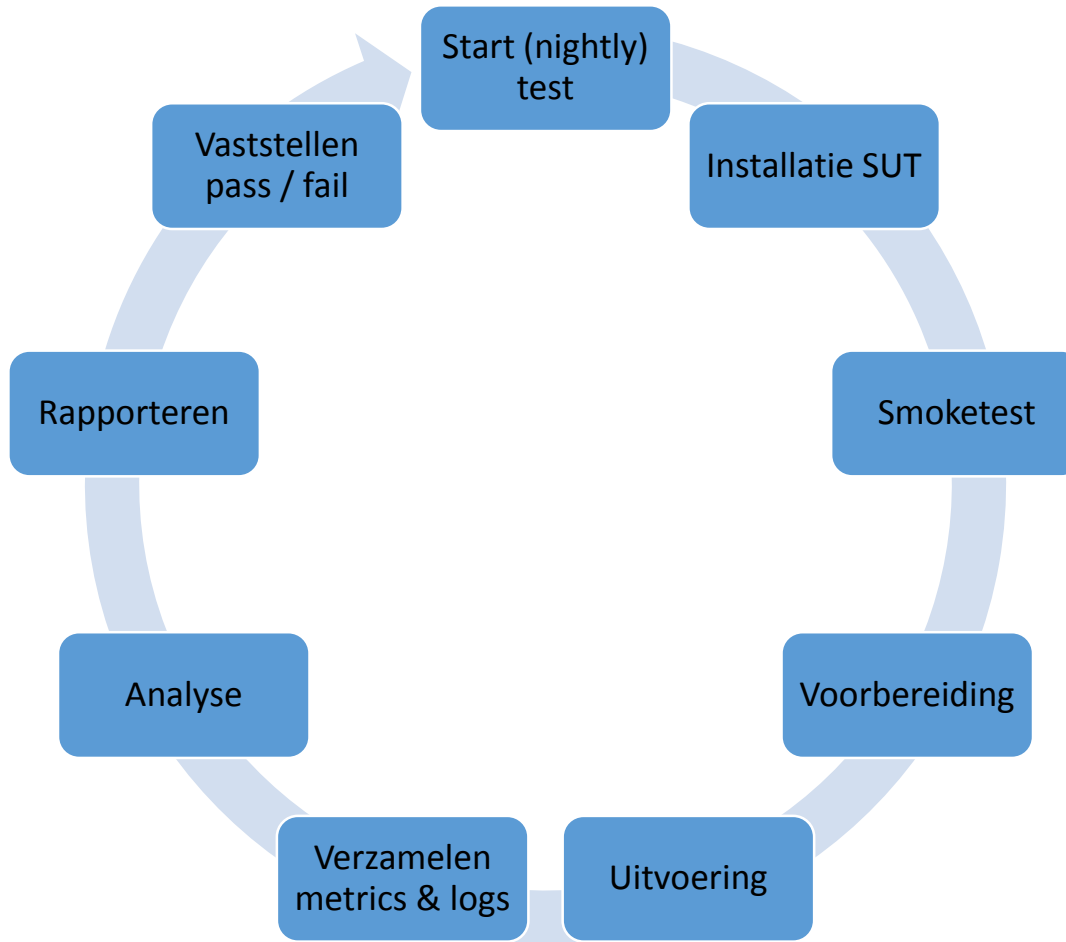 Start (nightly)
test
Installatie SUT
Smoketest
Voorbereiding
Uitvoering
Verzamelen
metrics & logs
Analyse
Rapporteren
Vaststellen
pass / fail